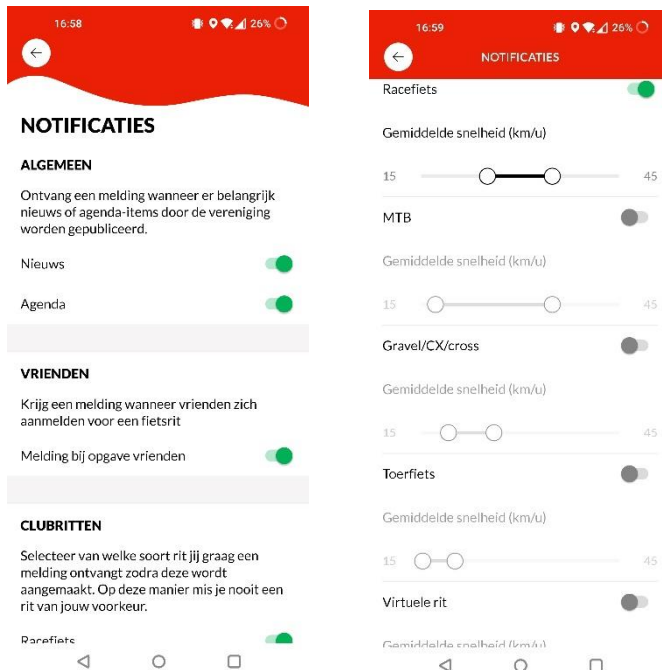 16:58
26%
NOTIFICATIES
ALGEMEEN
Ontvang een melding wanneer er belangrijk
nieuws of agenda-items door de vereniging
worden gepubliceerd.
Nieuws
Agenda
VRIENDEN
Krijg een melding wanneer vrienden zich
aanmelden voor een fietsrit
Melding bij opgave vrienden
CLUBRITTEN
Selecteer van welke soort rit jij graag een
melding ontvangt zodra deze wordt
aangemaakt. Op deze manier mis je nooit een
rit van jouw voorkeur.
Racefiets
16:59
26%
NOTIFICATIES
Racefiets
Gemiddelde snelheid (km/u)
15 45
MTB
Gemiddelde snelheid (km/u)
15 45
Gravel/CX/cross
Gemiddelde snelheid (km/u)
15 45
Toerfiets
Gemiddelde snelheid (km/u)
15 45
Virtuele rit
Gemiddelde snelheid (km/u)